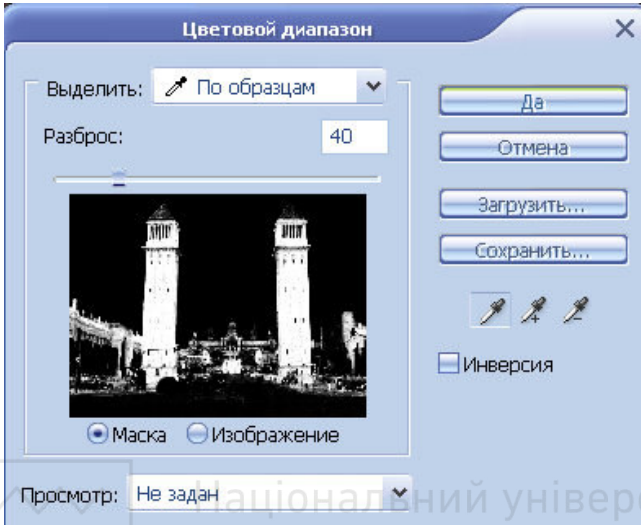 Цветовой диапазон
Выделить: По образцам
Разброс: 40
Да
Отмена
Загрузить...
Сохранить...
Инверсия
Маска Изображение
Просмотр: Не задан
Національний універ